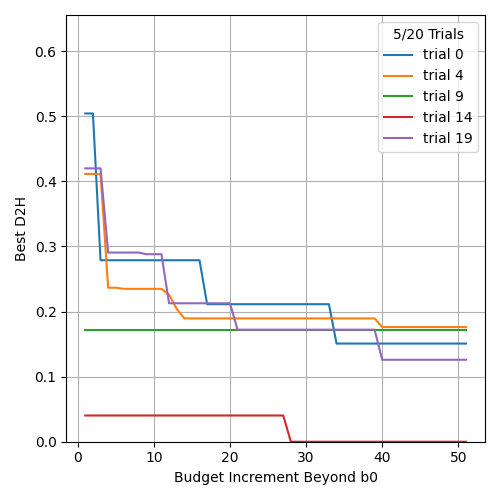 5/20 Trials
trial 0
trial 4
trial 9
trial 14
trial 19
0.6
0.5
0.4
0.3
0.2
0.1
0.0
Best D2H
0 10 20 30 40 50
Budget Increment Beyond b0